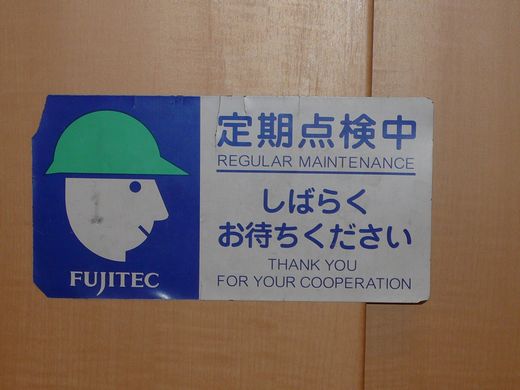 定期点検中
REGULAR MAINTENANCE
しばらく
お待ちください
THANK YOU
FOR YOUR COOPERATION
FUJITEC